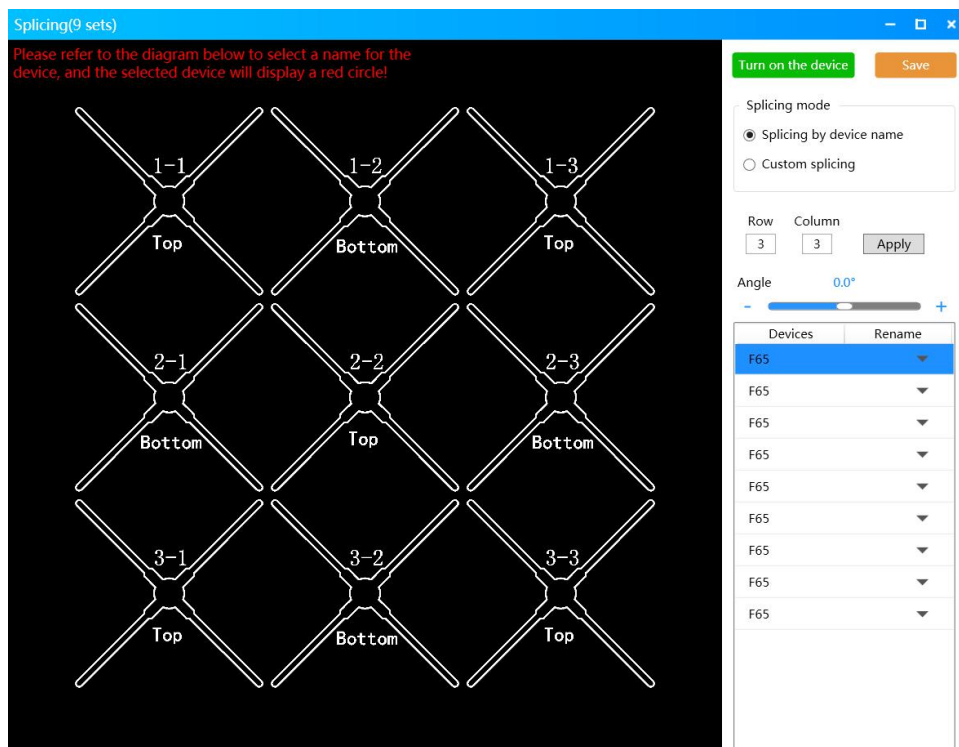 Splicing(9 sets)
Please refer to the diagram below to select a name for the
device, and the selected device will display a red circle!
Turn on the device
Save
Splicing mode
Splicing by device name
Custom splicing
Row
Column
3
3
Apply
Angle
0.0°
-
+
Devices
Rename
F65
F65
F65
F65
F65
F65
F65
F65
F65
1-1
1-2
1-3
Top
Bottom
Top
2-1
2-2
2-3
Bottom
Top
Bottom
3-1
3-2
3-3
Top
Bottom
Top